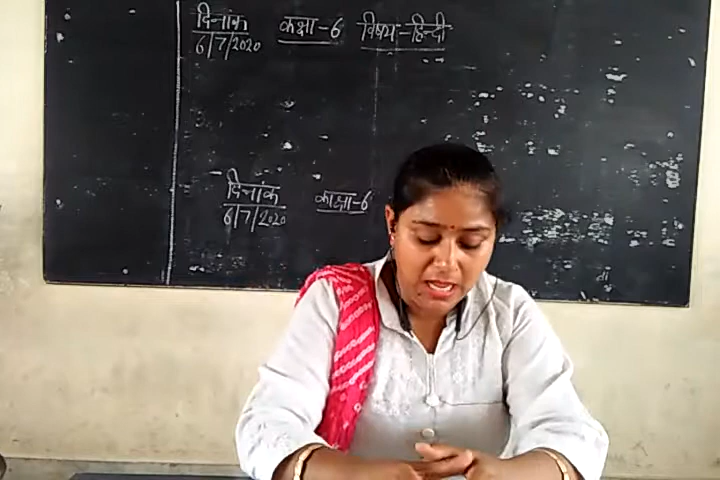 दिनाक कक्षा-6 विषय-हिन्दी
6/7/2020
दिनाक कक्षा-6
6/7/2020